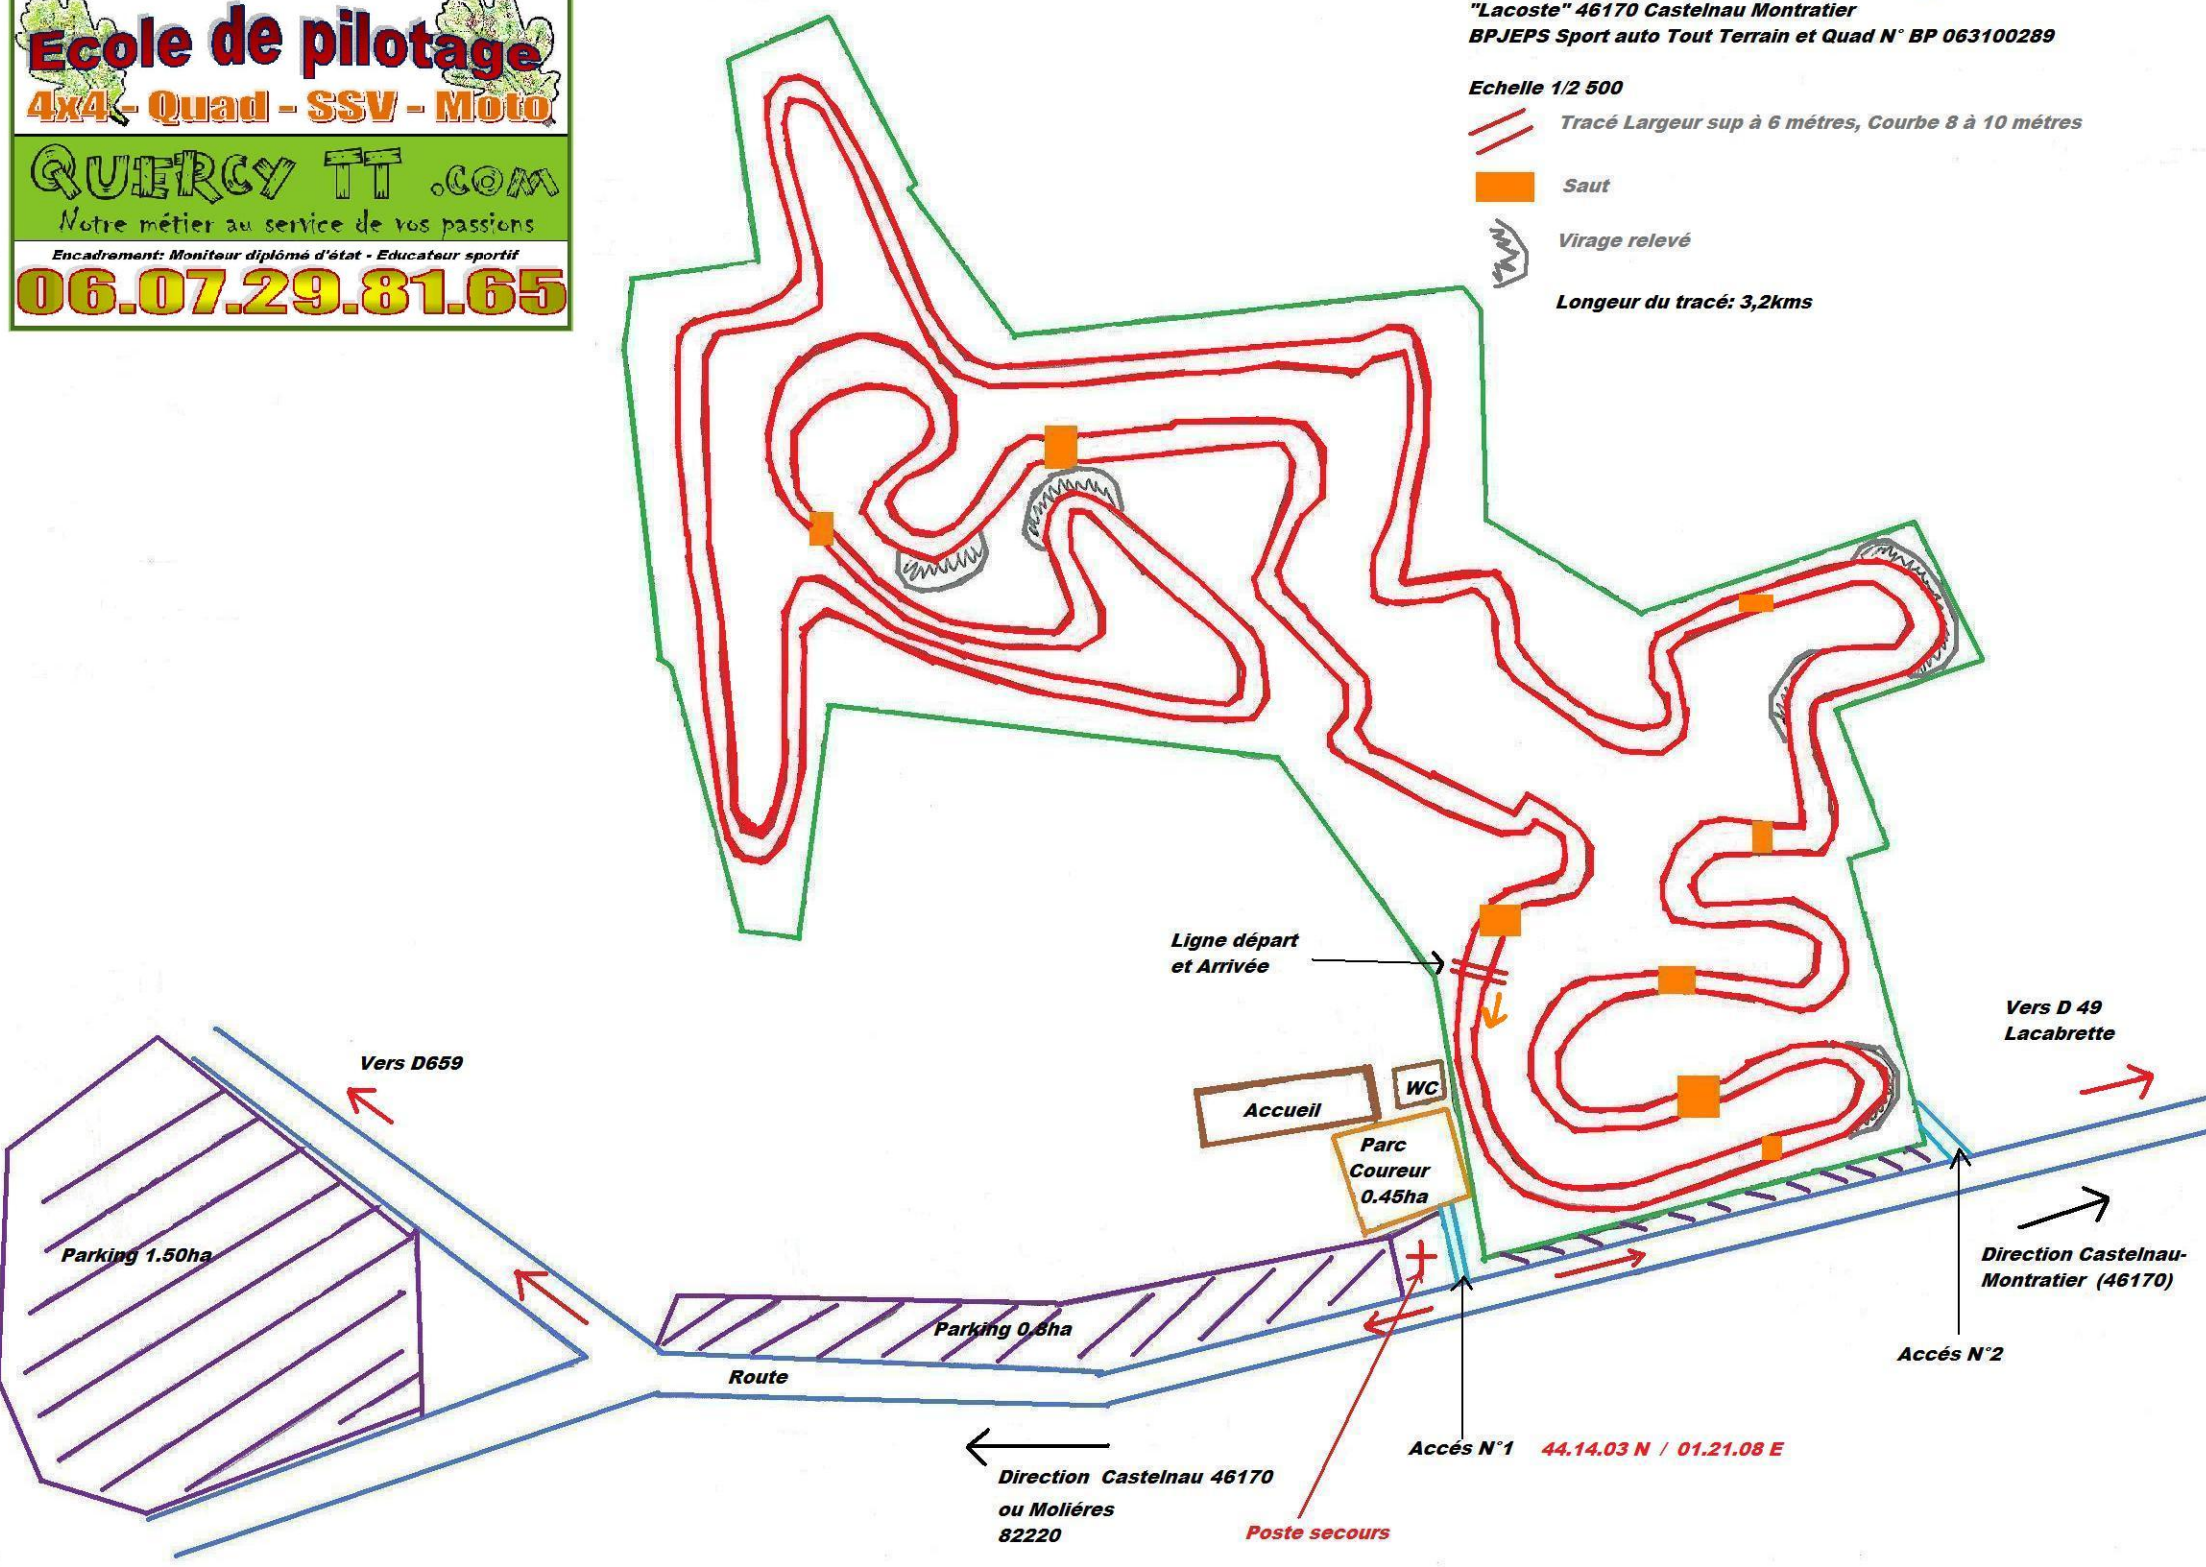 Ecole de pilotage
4x4 - Quad - SSV - Moto
QUERCY TT .COM
Notre métier au service de vos passions
Encadrement: Moniteur diplômé d'état - Educateur sportif
06.07.29.81.65
"Lacoste" 46170 Castelnau Montratier
BPJEPS Sport auto Tout Terrain et Quad N° BP 063100289
Echelle 1/2 500
Tracé Largeur sup à 6 métres, Courbe 8 à 10 métres
Saut
Virage relevé
Longeur du tracé: 3,2kms
Ligne départ
et Arrivée
Vers D 49
Lacabrette
Vers D659
WC
Accueil
Parc
Coureur
0.45ha
Parking 1.50ha
Direction Castelnau-
Montratier (46170)
Parking 0.8ha
Accés N°2
Route
Accés N°1 44.14.03 N / 01.21.08 E
Direction Castelnau 46170
ou Moliéres
82220
Poste secours